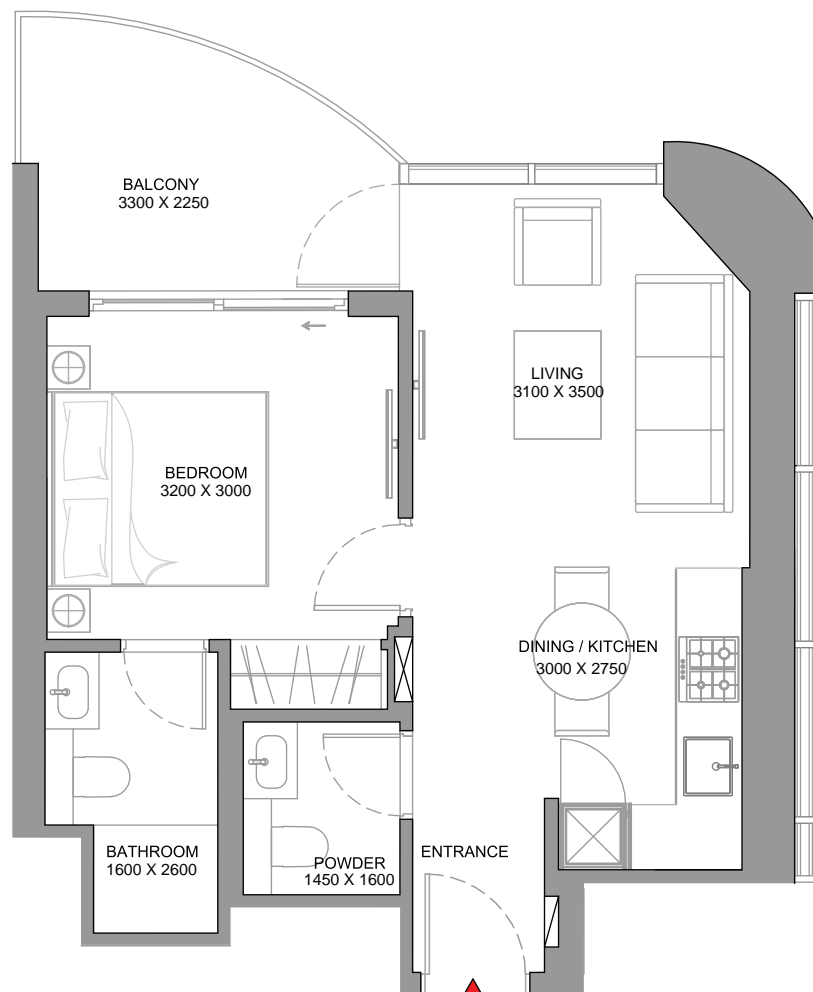 BALCONY
3300 X 2250
LIVING
3100 X 3500
BEDROOM
3200 X 3000
DINING / KITCHEN
3000 X 2750
BATHROOM
1600 X 2600
POWDER
1450 X 1600
ENTRANCE